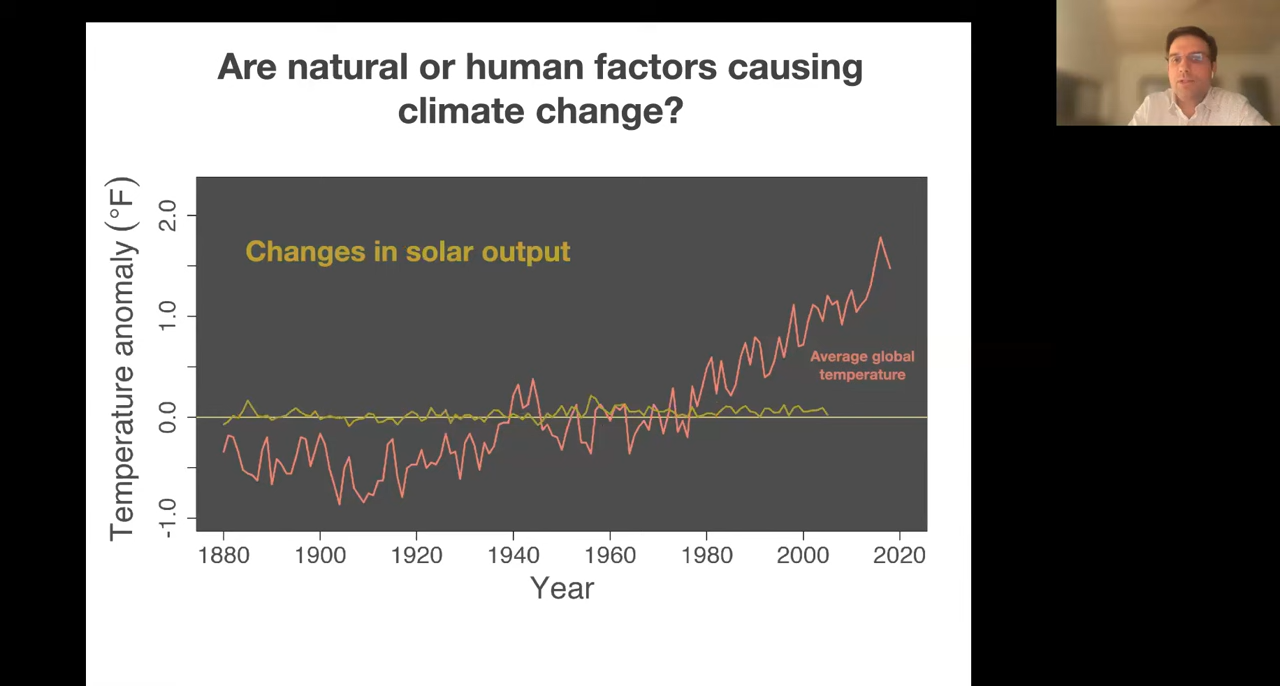 Are natural or human factors causing
climate change?
Temperature anomaly (°F)
2.0
1.0
0.0
-1.0
Changes in solar output
Average global
temperature
1880 1900 1920 1940 1960 1980 2000 2020
Year